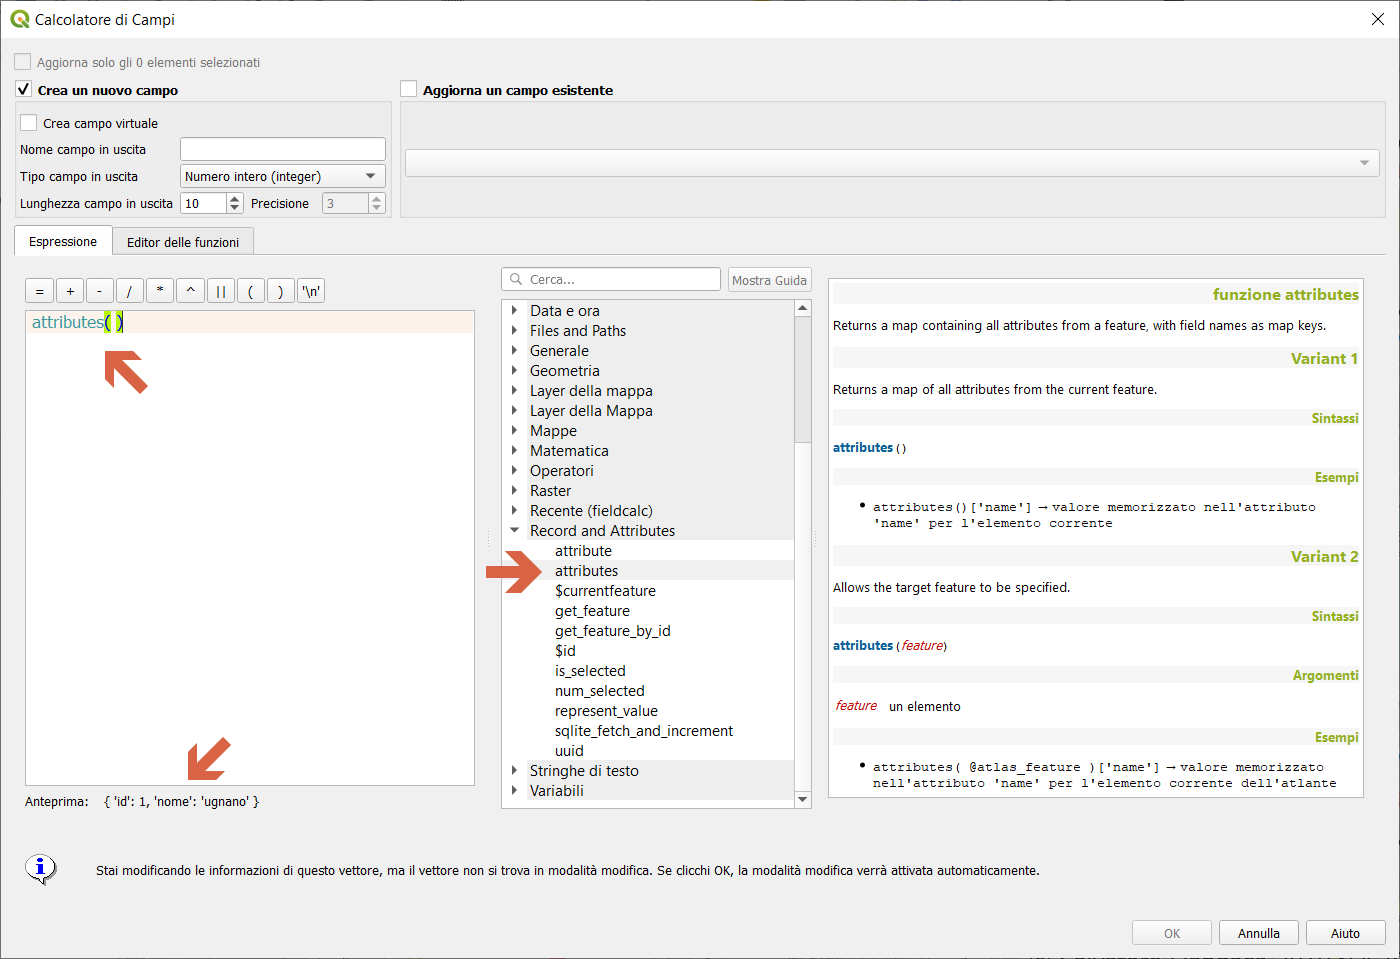 Calcolatore di Campi
Aggiorna solo gli 0 elementi selezionati
Crea un nuovo campo
Aggiorna un campo esistente
Crea campo virtuale
Nome campo in uscita
Tipo campo in uscita Numero intero (integer)
Lunghezza campo in uscita 10 Precisione 3
Espressione Editor delle funzioni
= + - / * ^ || ( ) '\n'
attributes( )
Anteprima: { 'id': 1, 'nome': 'ugnano' }
Cerca... Mostra Guida
Data e ora
Files and Paths
Generale
Geometria
Layer della mappa
Layer della Mappa
Mappe
Matematica
Operatori
Raster
Recente (fieldcalc)
Record and Attributes
attribute
attributes
$currentfeature
get_feature
get_feature_by_id
$id
is_selected
num_selected
represent_value
sqlite_fetch_and_increment
uuid
Stringhe di testo
Variabili
funzione attributes
Returns a map containing all attributes from a feature, with field names as map keys.
Variant 1
Returns a map of all attributes from the current feature.
Sintassi
attributes()
Esempi
• attributes()['name'] → valore memorizzato nell'attributo
'name' per l'elemento corrente
Variant 2
Allows the target feature to be specified.
Sintassi
attributes(feature)
Argomenti
feature un elemento
Esempi
• attributes( @atlas_feature )['name'] → valore memorizzato
nell'attributo 'name' per l'elemento corrente dell'atlante
Stai modificando le informazioni di questo vettore, ma il vettore non si trova in modalità modifica. Se clicchi OK, la modalità modifica verrà attivata automaticamente.
OK Annulla Aiuto